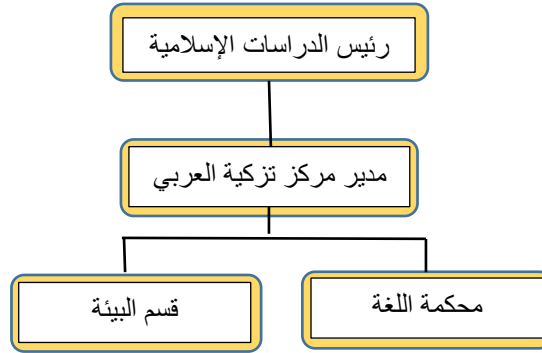 رئيس الدراسات الإسلامية
مدير مركز تزكية العربي
محكمة اللغة
قسم البيئة